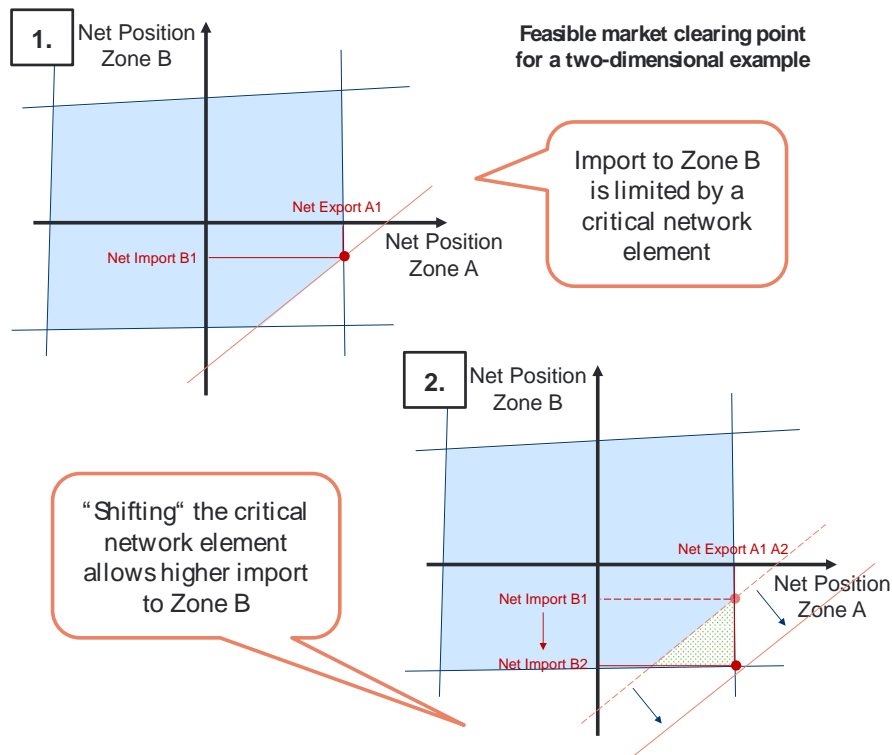 1.
Net Position
Zone B
Feasible market clearing point
for a two-dimensional example
Import to Zone B
is limited by a
critical network
element
Net Export A1
Net Position
Zone A
Net Import B1
2.
Net Position
Zone B
“Shifting“ the critical
network element
allows higher import
to Zone B
Net Export A1 A2
Net Position
Zone A
Net Import B1
Net Import B2